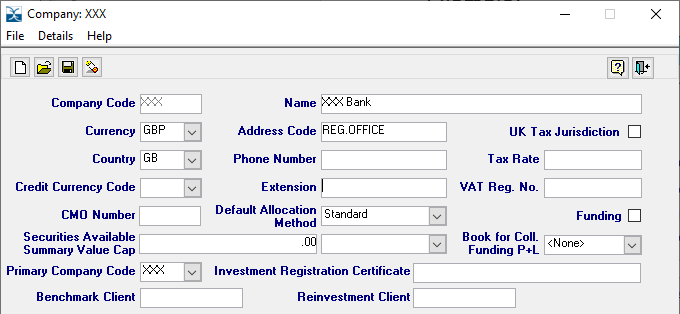 Company: XXX
File Details Help
Company Code XXX Name XXX Bank
Currency GBP Address Code REG.OFFICE UK Tax Jurisdiction
Country GB Phone Number Tax Rate
Credit Currency Code Extension VAT Reg. No.
CMO Number Default Allocation Method Standard Funding
Securities Available Summary Value Cap .00 Book for Coll. Funding P+L <None>
Primary Company Code XXX Investment Registration Certificate
Benchmark Client Reinvestment Client